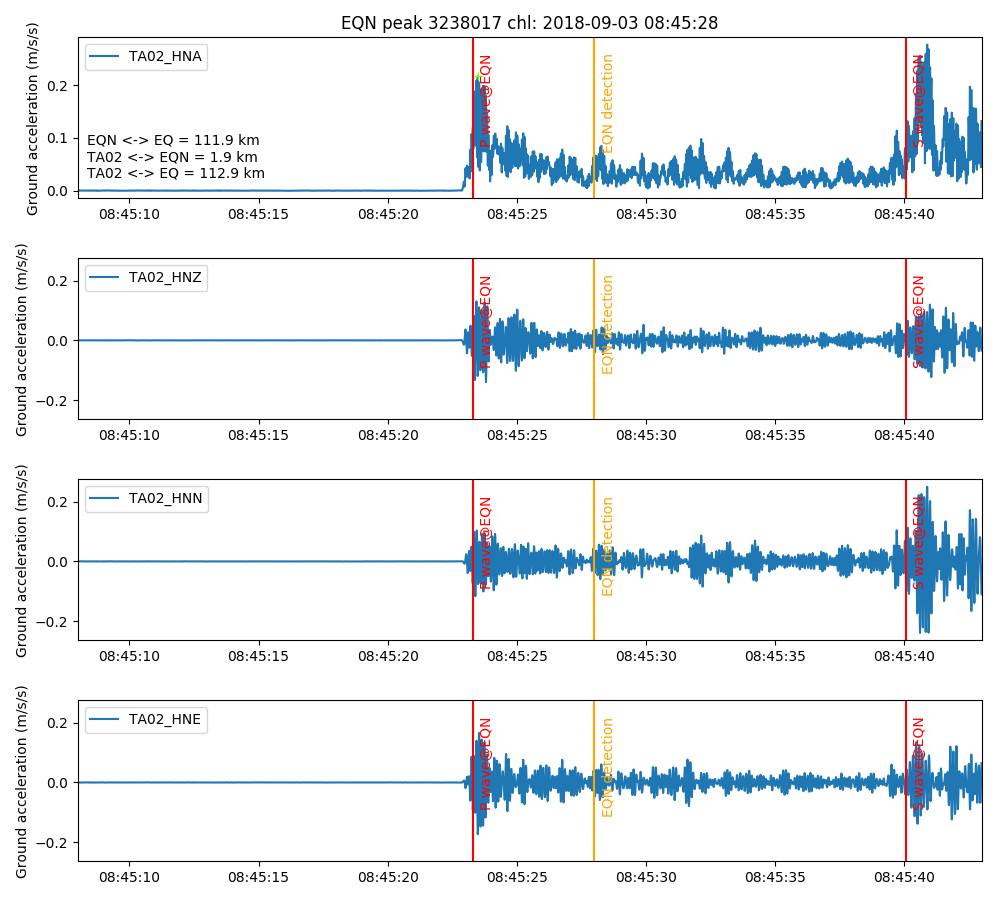 EQN peak 3238017 chl: 2018-09-03 08:45:28
Ground acceleration (m/s/s)
TA02_HNA
P wave@EQN
EQN detection
S wave@EQN
EQN <-> EQ = 111.9 km
TA02 <-> EQN = 1.9 km
TA02 <-> EQ = 112.9 km
0.2
0.1
0.0
08:45:10 08:45:15 08:45:20 08:45:25 08:45:30 08:45:35 08:45:40
Ground acceleration (m/s/s)
TA02_HNZ
P wave@EQN
EQN detection
S wave@EQN
0.2
0.0
−0.2
08:45:10 08:45:15 08:45:20 08:45:25 08:45:30 08:45:35 08:45:40
Ground acceleration (m/s/s)
TA02_HNN
P wave@EQN
EQN detection
S wave@EQN
0.2
0.0
−0.2
08:45:10 08:45:15 08:45:20 08:45:25 08:45:30 08:45:35 08:45:40
Ground acceleration (m/s/s)
TA02_HNE
P wave@EQN
EQN detection
S wave@EQN
0.2
0.0
−0.2
08:45:10 08:45:15 08:45:20 08:45:25 08:45:30 08:45:35 08:45:40